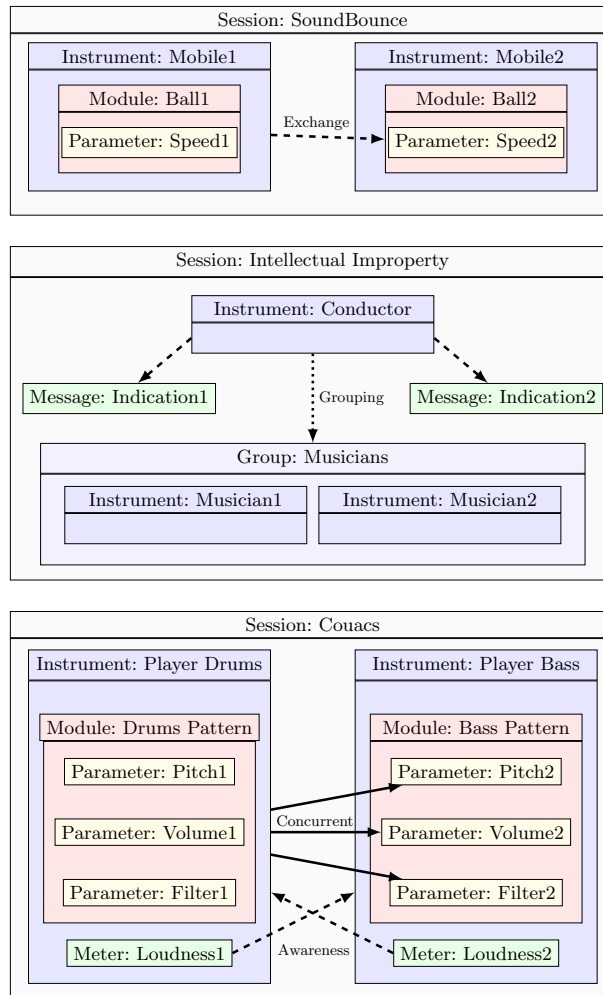 Session: SoundBounce
Instrument: Mobile1
Instrument: Mobile2
Module: Ball1
Module: Ball2
Exchange
Parameter: Speed1
Parameter: Speed2
Session: Intellectual Improperty
Instrument: Conductor
Message: Indication1
Message: Indication2
Grouping
Group: Musicians
Instrument: Musician1
Instrument: Musician2
Session: Couacs
Instrument: Player Drums
Instrument: Player Bass
Module: Drums Pattern
Module: Bass Pattern
Parameter: Pitch1
Parameter: Pitch2
Concurrent
Parameter: Volume1
Parameter: Volume2
Parameter: Filter1
Parameter: Filter2
Meter: Loudness1
Awareness
Meter: Loudness2